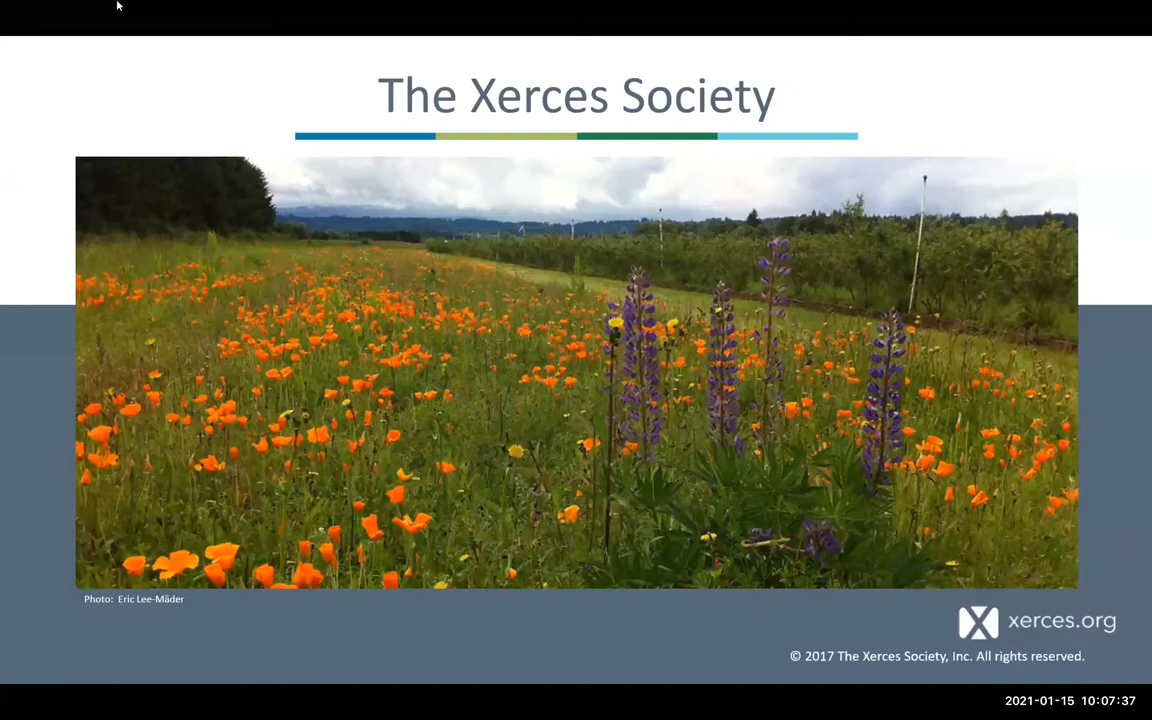 The Xerces Society
Photo: Eric Lee-Mäder
xerces.org
© 2017 The Xerces Society, Inc. All rights reserved.
2021-01-15 10:07:37